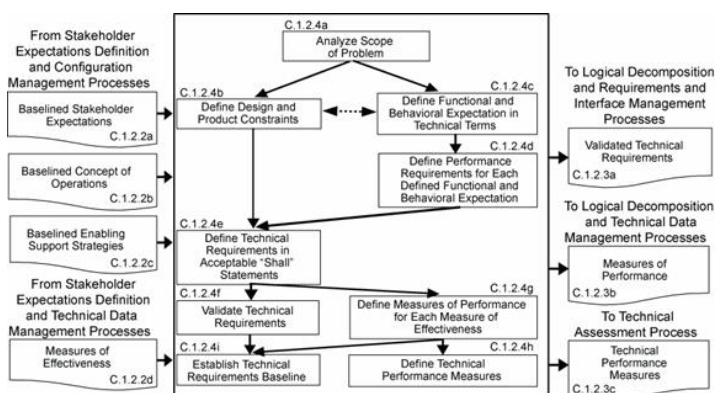 From Stakeholder
Expectations Definition
and Configuration
Management Processes
Baselined Stakeholder
Expectations
C.1.2.2a
Baselined Concept of
Operations
C.1.2.2b
Baselined Enabling
Support Strategies
C.1.2.2c
From Stakeholder
Expectations Definition
and Technical Data
Management Processes
Measures of
Effectiveness
C.1.2.2d
C.1.2.4a
Analyze Scope
of Problem
C.1.2.4b
Define Design and
Product Constraints
C.1.2.4c
Define Functional and
Behavioral Expectation in
Technical Terms
C.1.2.4d
Define Performance
Requirements for Each
Defined Functional and
Behavioral Expectation
C.1.2.4e
Define Technical
Requirements in
Acceptable "Shall"
Statements
C.1.2.4f
Validate Technical
Requirements
C.1.2.4g
Define Measures of Performance
for Each Measure of
Effectiveness
C.1.2.4i
Establish Technical
Requirements Baseline
C.1.2.4h
Define Technical
Performance Measures
To Logical Decomposition
and Requirements and
Interface Management
Processes
Validated Technical
Requirements
C.1.2.3a
To Logical Decomposition
and Technical Data
Management Processes
Measures of
Performance
C.1.2.3b
To Technical
Assessment Process
Technical
Performance
Measures
C.1.2.3c